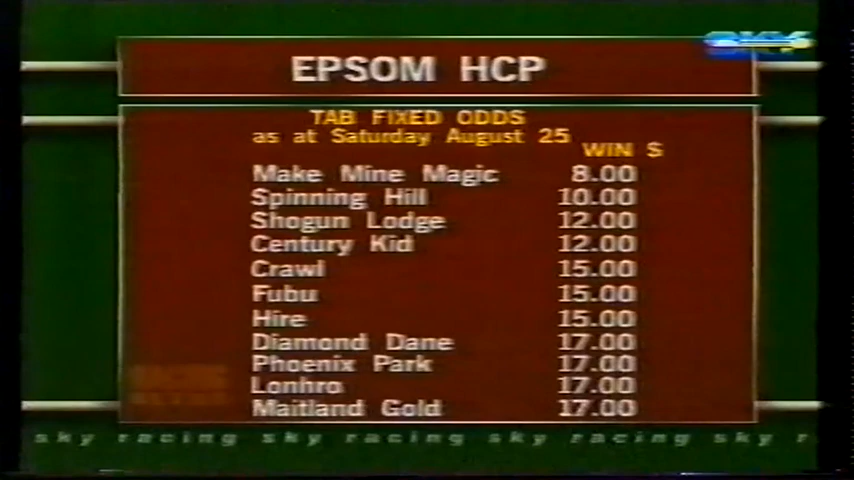 SKY
EPSOM HCP
TAB FIXED ODDS
as at Saturday August 25
WIN $
Make Mine Magic 8.00
Spinning Hill 10.00
Shogun Lodge 12.00
Century Kid 12.00
Crawl 15.00
Fubu 15.00
Hire 15.00
Diamond Dane 17.00
Phoenix Park 17.00
Lonhro 17.00
Maitland Gold 17.00
sky racing sky racing sky racing sky r